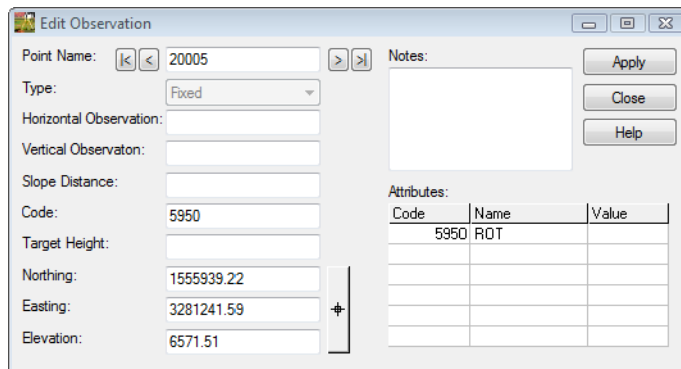 Edit Observation
Point Name: |< < 20005 > >|
Type: Fixed
Horizontal Observation:
Vertical Observaton:
Slope Distance:
Code: 5950
Target Height:
Northing: 1555939.22
Easting: 3281241.59
Elevation: 6571.51
Notes:
Apply
Close
Help
Attributes:
Code Name Value
5950 ROT